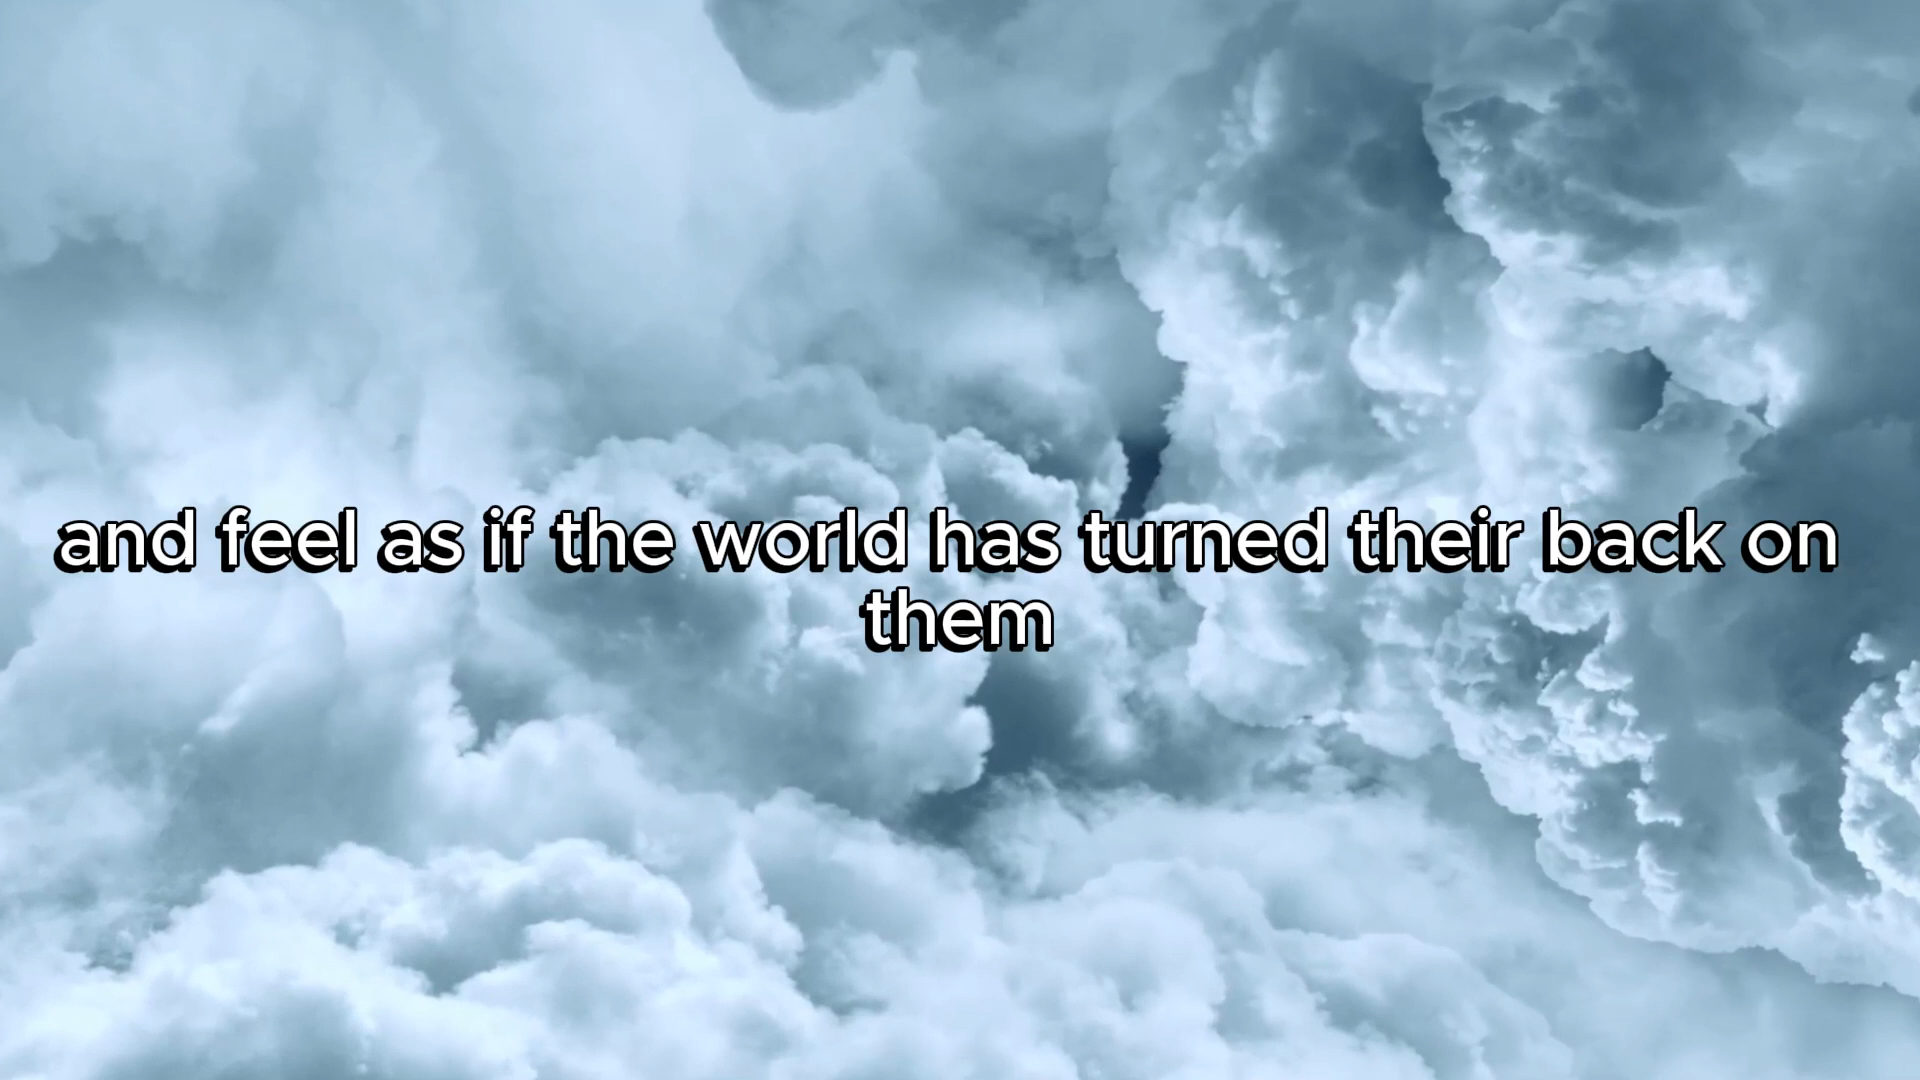 and feel as if the world has turned their back on
them